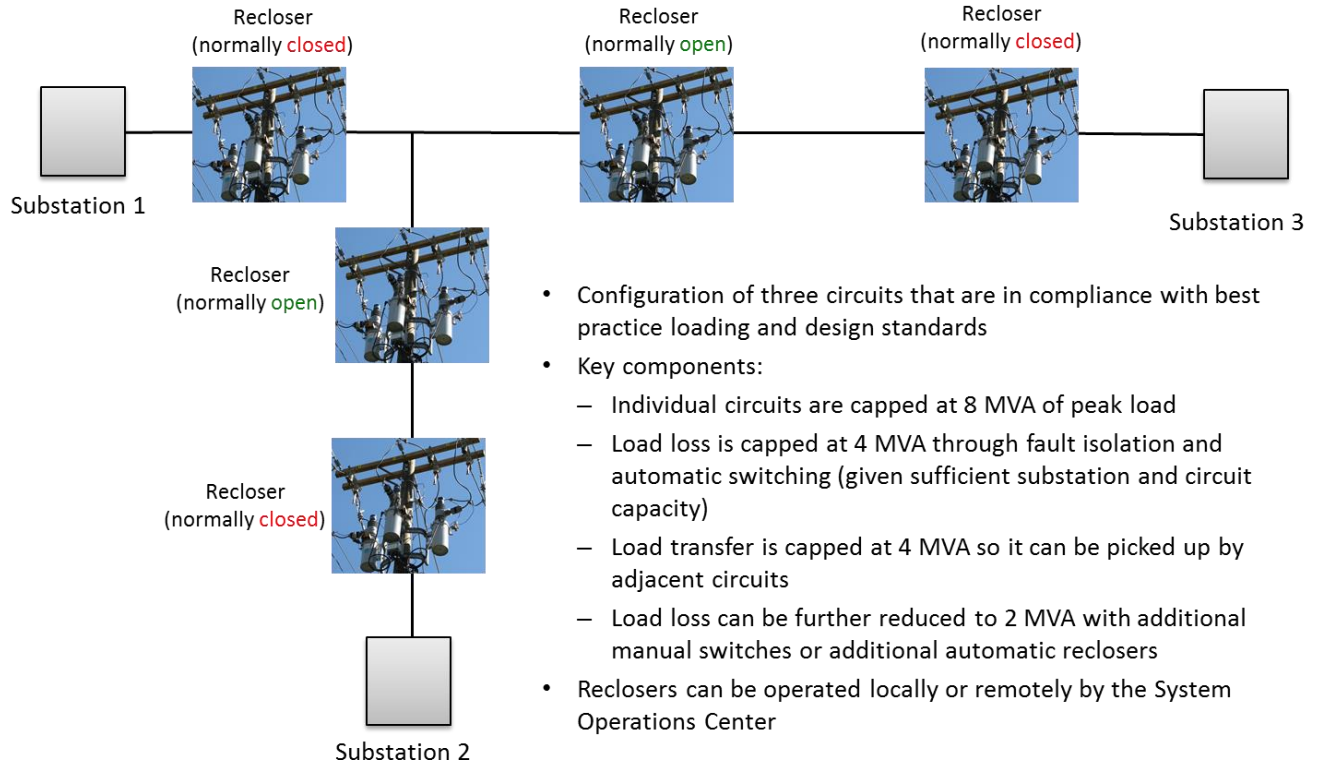 Recloser
(normally closed)
Recloser
(normally open)
Recloser
(normally closed)
Substation 1
Substation 3
Recloser
(normally open)
• Configuration of three circuits that are in compliance with best
practice loading and design standards
• Key components:
– Individual circuits are capped at 8 MVA of peak load
– Load loss is capped at 4 MVA through fault isolation and
automatic switching (given sufficient substation and circuit
capacity)
– Load transfer is capped at 4 MVA so it can be picked up by
adjacent circuits
– Load loss can be further reduced to 2 MVA with additional
manual switches or additional automatic reclosers
• Reclosers can be operated locally or remotely by the System
Operations Center
Recloser
(normally closed)
Substation 2